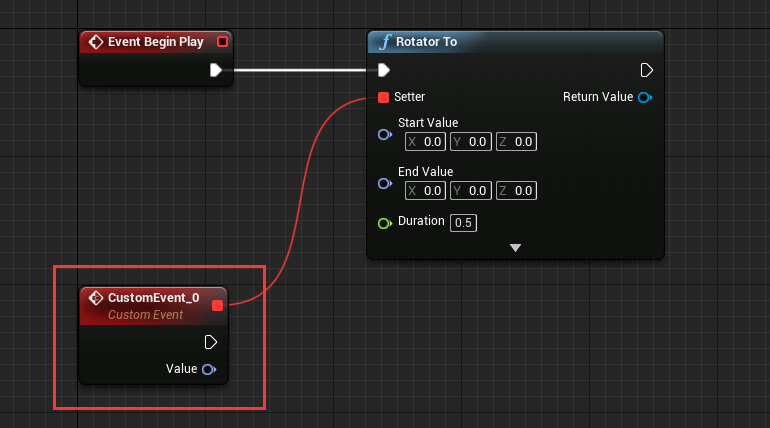 Event Begin Play
f Rotator To
Setter
Return Value
Start Value
X 0.0 Y 0.0 Z 0.0
End Value
X 0.0 Y 0.0 Z 0.0
Duration 0.5
CustomEvent_0
Custom Event
Value